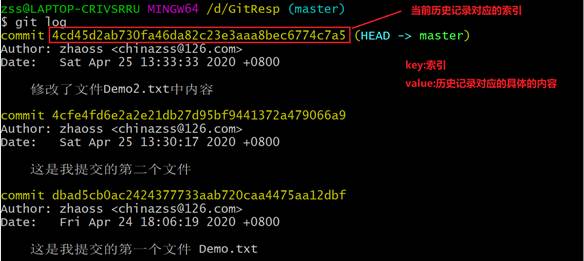 zss@LAPTOP-CRIVSRRU MINGW64 /d/GitResp (master)
$ git log
当前历史记录对应的索引
commit 4cd45d2ab730fa46da82c23e3aaa8bec6774c7a5 (HEAD -> master)
Author: zhaoss <chinazss@126.com>
Date:   Sat Apr 25 13:33:33 2020 +0800
key:索引
value:历史记录对应的具体的内容
修改了文件Demo2.txt中内容
commit 4cfe4fd6e2a2e21db27d95bf9441372a479066a9
Author: zhaoss <chinazss@126.com>
Date:   Sat Apr 25 13:30:17 2020 +0800
这是我提交的第二个文件
commit dbad5cb0ac2424377733aab720caa4475aa12dbf
Author: zhaoss <chinazss@126.com>
Date:   Fri Apr 24 18:06:19 2020 +0800
这是我提交的第一个文件 Demo.txt